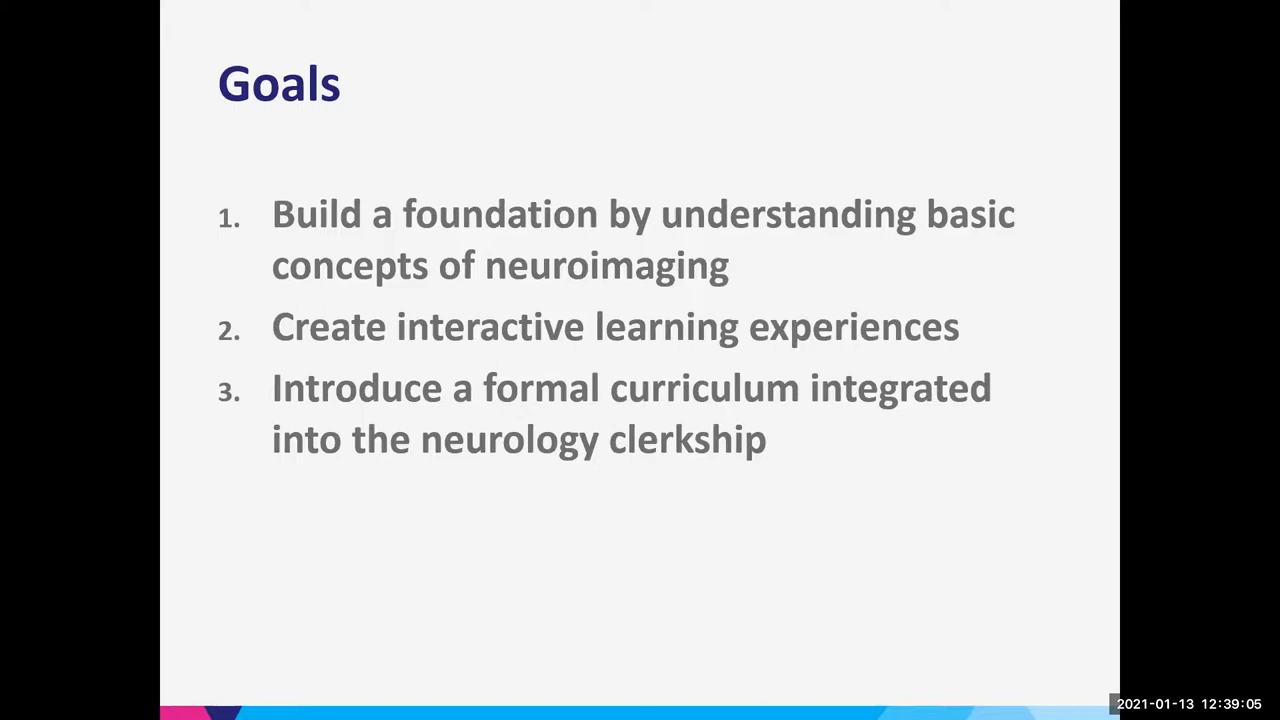 Goals
1. Build a foundation by understanding basic
concepts of neuroimaging
2. Create interactive learning experiences
3. Introduce a formal curriculum integrated
into the neurology clerkship
2021-01-13 12:39:05